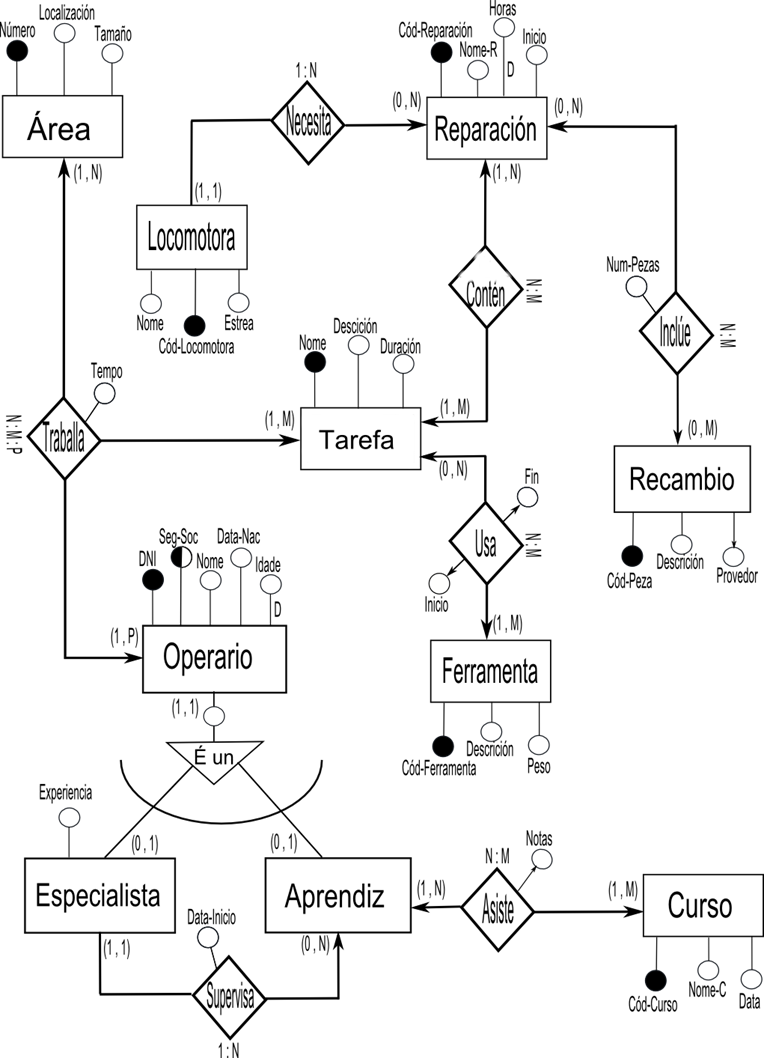 Localización
Número
Tamaño
Área
(1 , N)
Horas
Cód-Reparación
Inicio
Nome-R
D
1 : N
Necesita
(0 , N)
Reparación
(0 , N)
(1 , N)
(1 , 1)
Locomotora
Nome
Cód-Locomotora
Estrea
Contén
N : M
Num-Pezas
Inclúe
N : M
Nome
Descición
Duración
Tempo
(1 , M)
(1 , M)
Traballa
N : M : P
Tarefa
(0 , N)
(0 , M)
Recambio
Cód-Peza
Descrición
Provedor
Fin
Usa
N : M
Inicio
Seg-Soc
Data-Nac
DNI
Nome
Idade
D
(1 , P)
Operario
(1 , M)
Ferramenta
Cód-Ferramenta
Descrición
Peso
(1 , 1)
É un
Experiencia
(0 , 1)
(0 , 1)
Especialista
Aprendiz
N : M
Notas
(1 , N)
Asiste
(1 , M)
Curso
Cód-Curso
Nome-C
Data
(1 , 1)
Data-Inicio
(0 , N)
Supervisa
1 : N